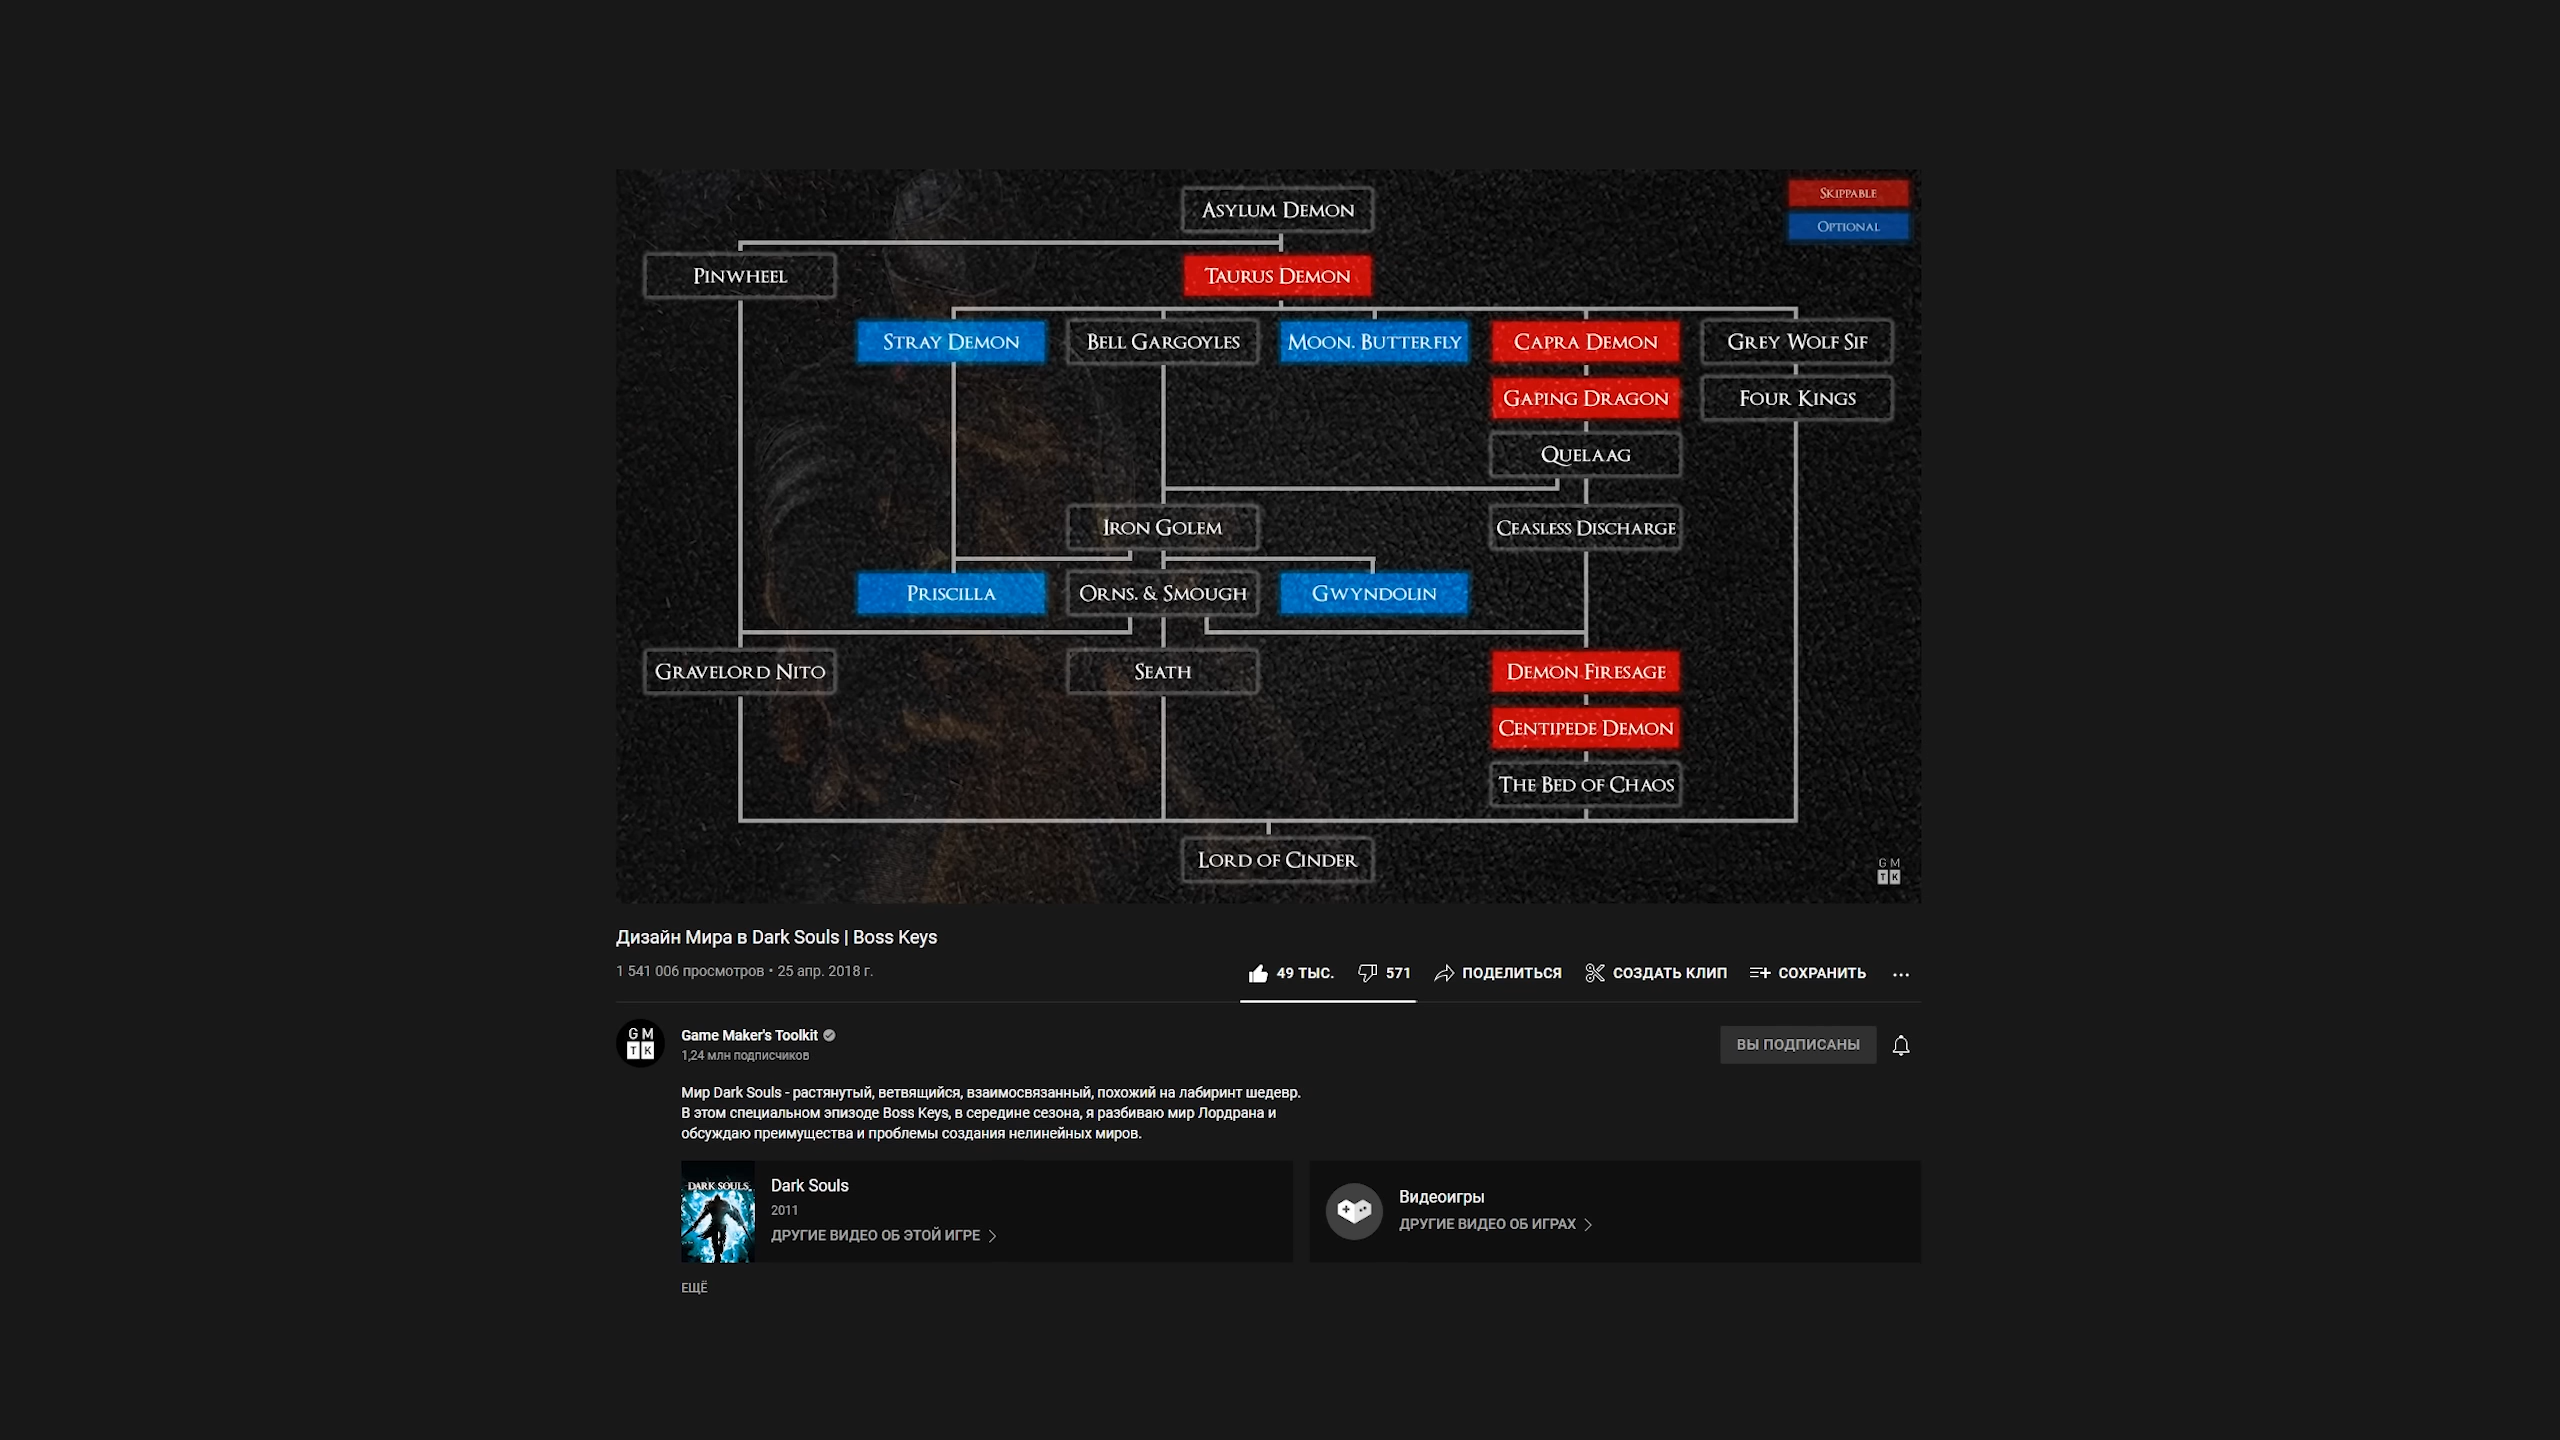 Asylum Demon
Skippable
Optional
Pinwheel
Taurus Demon
Stray Demon
Bell Gargoyles
Moon. Butterfly
Capra Demon
Grey Wolf Sif
Gaping Dragon
Four Kings
Quelaag
Iron Golem
Ceasless Discharge
Priscilla
Orns. & Smough
Gwyndolin
Gravelord Nito
Seath
Demon Firesage
Centipede Demon
The Bed of Chaos
Lord of Cinder
GM
TK
Дизайн Мира в Dark Souls | Boss Keys
1 541 006 просмотров • 25 апр. 2018 г.
49 ТЫС. 571 ПОДЕЛИТЬСЯ СОЗДАТЬ КЛИП СОХРАНИТЬ ...
GM
TK
Game Maker's Toolkit
1,24 млн подписчиков
ВЫ ПОДПИСАНЫ
Мир Dark Souls - растянутый, ветвящийся, взаимосвязанный, похожий на лабиринт шедевр.
В этом специальном эпизоде Boss Keys, в середине сезона, я разбиваю мир Лордрана и
обсуждаю преимущества и проблемы создания нелинейных миров.
DARK SOULS
Dark Souls
2011
ДРУГИЕ ВИДЕО ОБ ЭТОЙ ИГРЕ
Видеоигры
ДРУГИЕ ВИДЕО ОБ ИГРАХ
ЕЩЁ